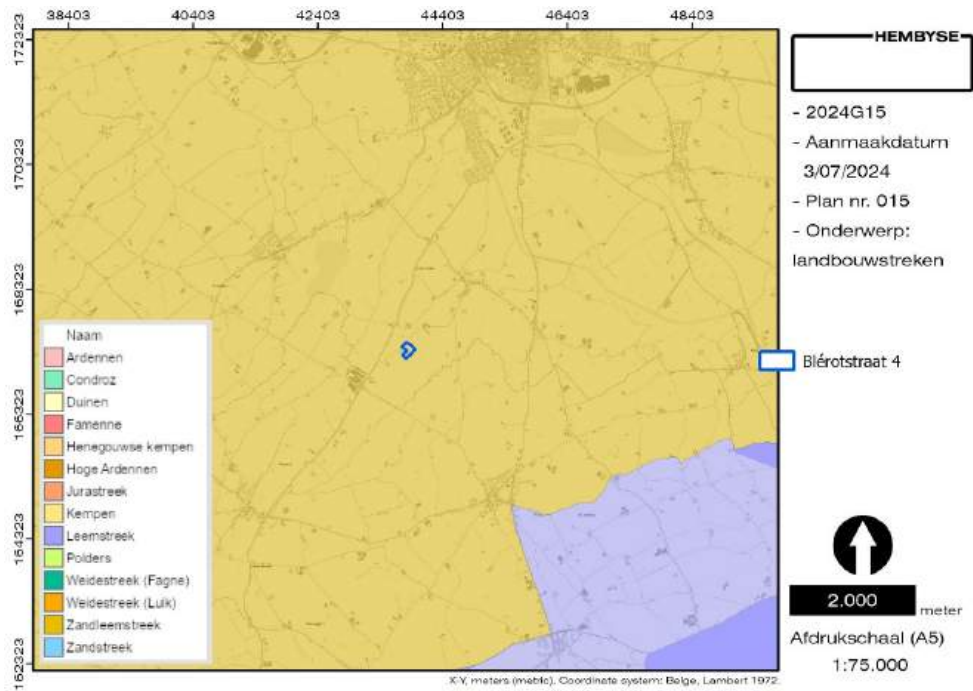 38403 40403 42403 44403 46403 48403
172323
170323
168323
166323
164323
162323
Naam
Ardennen
Condroz
Duinen
Famenne
Henegouwse kempen
Hoge Ardennen
Jurastreek
Kempen
Leemstreek
Polders
Weidestreek (Fagne)
Weidestreek (Luik)
Zandleemstreek
Zandstreek
X-Y, meters (metric), Coordinate system: Belge, Lambert 1972.
HEMBYSE
- 2024G15
- Aanmaakdatum
3/07/2024
- Plan nr. 015
- Onderwerp:
landbouwstreken
Blérotstraat 4
2.000 meter
Afdrukschaal (A5)
1:75.000